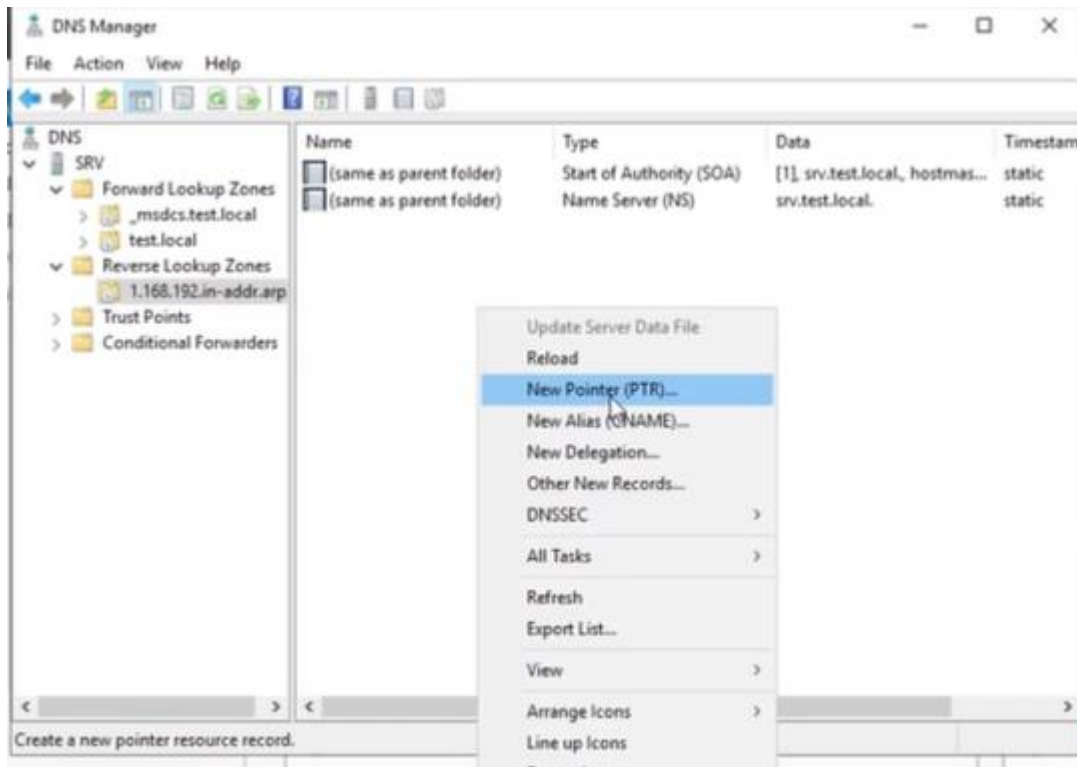 DNS Manager
File Action View Help
DNS
SRV
Forward Lookup Zones
_msdcs.test.local
test.local
Reverse Lookup Zones
1.168.192.in-addr.arp
Trust Points
Conditional Forwarders
Name Type Data Timestam
(same as parent folder) Start of Authority (SOA) [1], srv.test.local., hostmas... static
(same as parent folder) Name Server (NS) srv.test.local. static
Update Server Data File
Reload
New Pointer (PTR)...
New Alias (CNAME)...
New Delegation...
Other New Records...
DNSSEC
All Tasks
Refresh
Export List...
View
Arrange Icons
Line up Icons
Create a new pointer resource record.